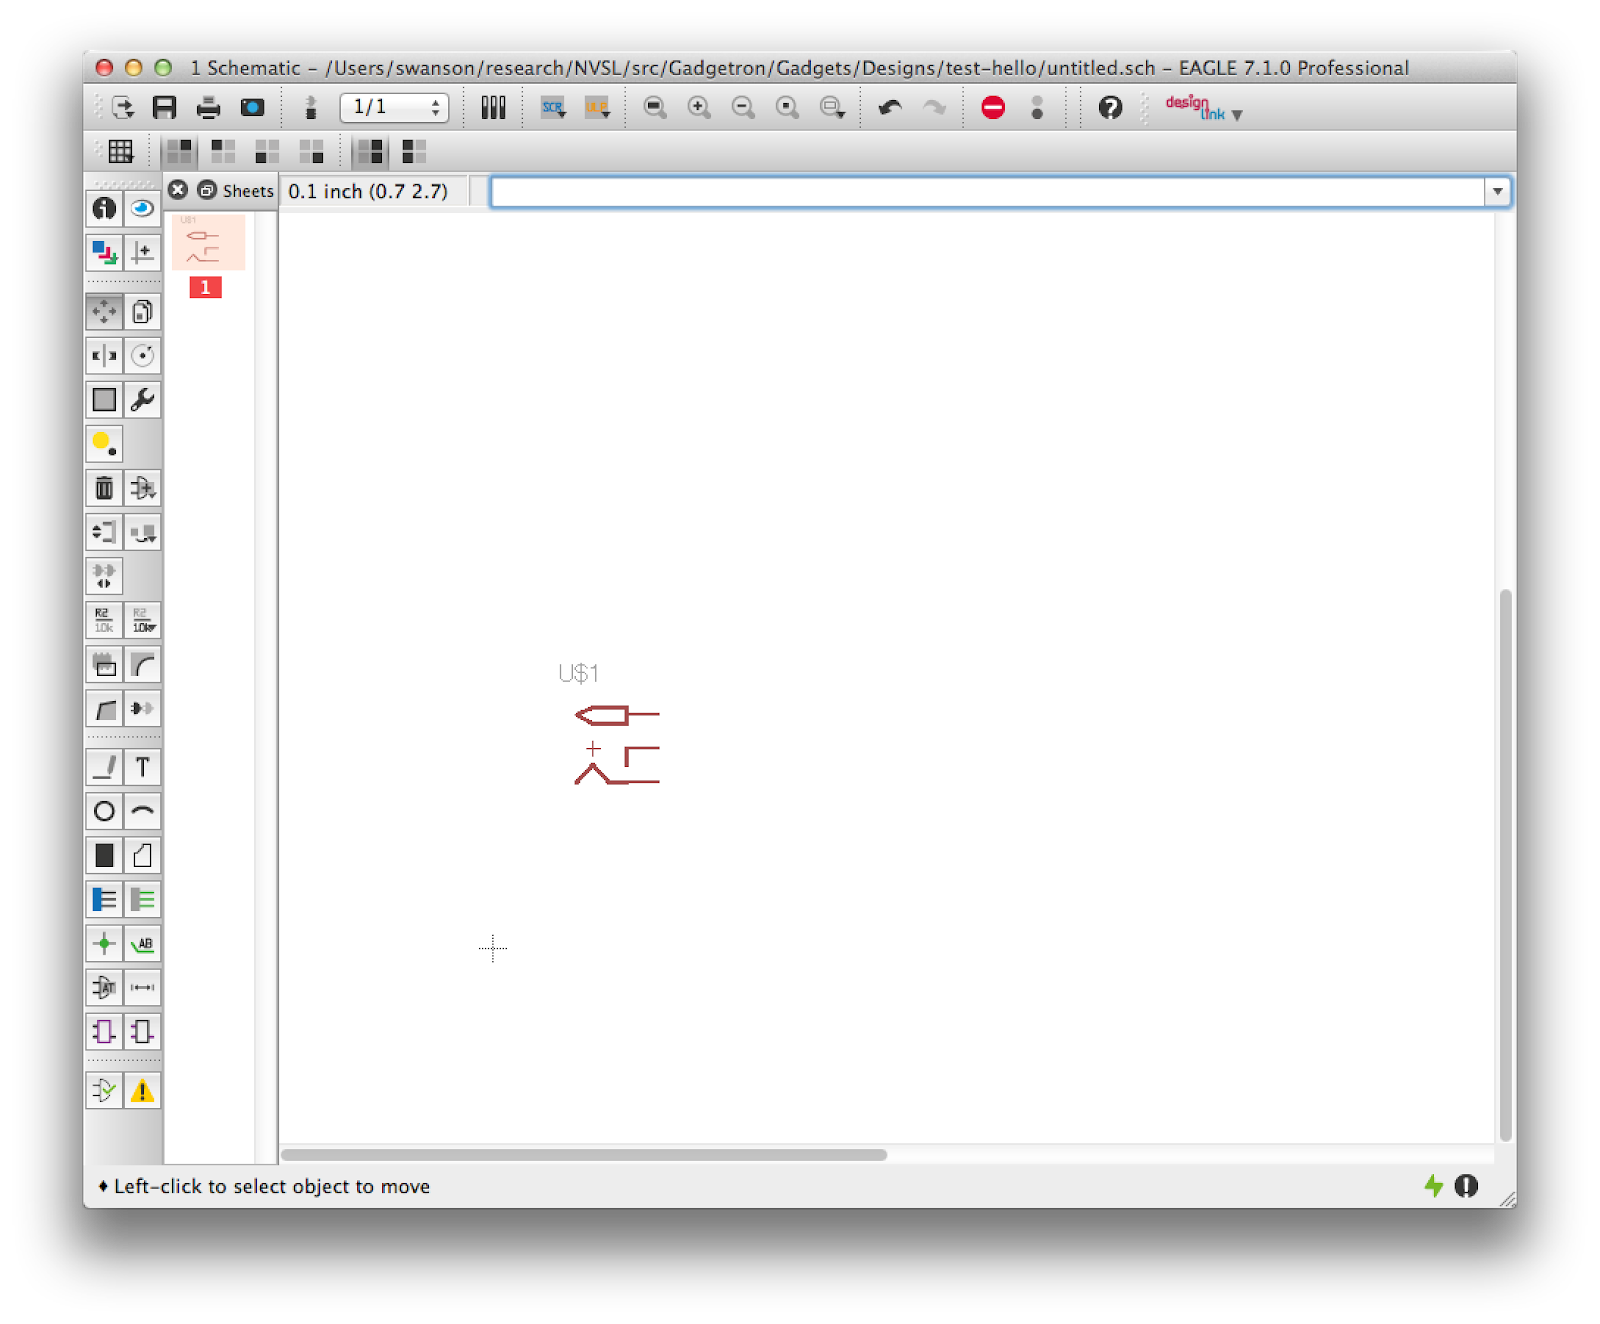 1 Schematic – /Users/swanson/research/NVSL/src/Gadgetron/Gadgets/Designs/test-hello/untitled.sch – EAGLE 7.1.0 Professional
1/1
SCR
ULP
design
link
Sheets
0.1 inch (0.7 2.7)
U$1
1
R2
10k
R2
10k
T
AB
AT
U$1
♦ Left-click to select object to move